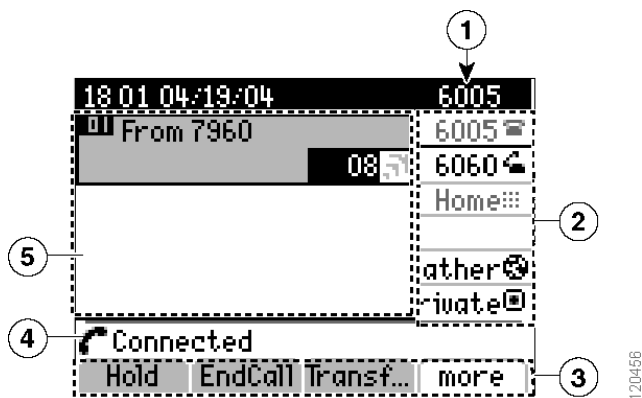 1
18 01 04/19/04 6005
From 7960
6005
08
6060
Home
2
5
ather
rivate
4
Connected
Hold EndCall Transf... more
3
120456